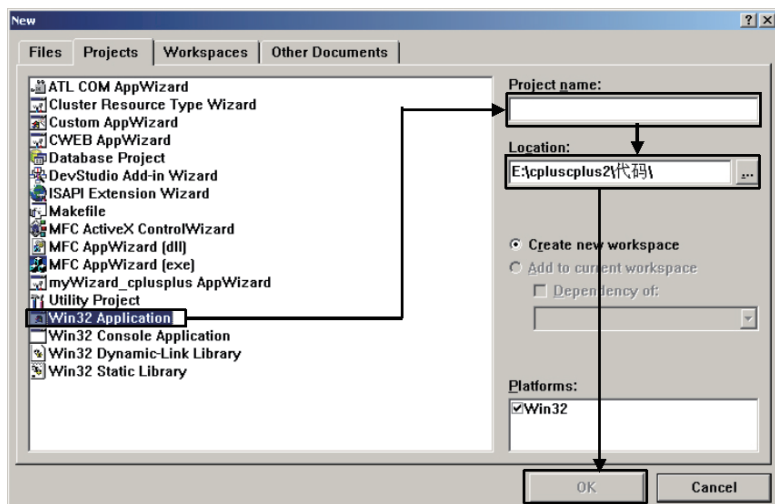 New
Files Projects Workspaces Other Documents
ATL COM AppWizard
Cluster Resource Type Wizard
Custom AppWizard
CWEB AppWizard
Database Project
DevStudio Add-in Wizard
ISAPI Extension Wizard
Makefile
MFC ActiveX ControlWizard
MFC AppWizard (dll)
MFC AppWizard (exe)
myWizard_cplusplus AppWizard
Utility Project
Win32 Application
Win32 Console Application
Win32 Dynamic-Link Library
Win32 Static Library
Project name:
Location:
E:\cpluscplus2\代码\
...
Create new workspace
Add to current workspace
Dependency of:
Platforms:
Win32
OK Cancel